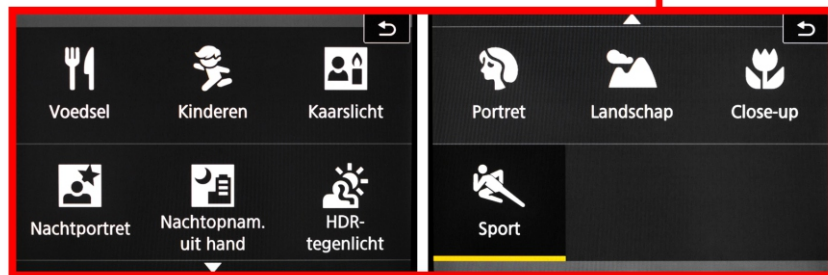 Voedsel
Kinderen
Kaarslicht
Nachtportret
Nachtopnam.
uit hand
HDR-
tegenlicht
Portret
Landschap
Close-up
Sport